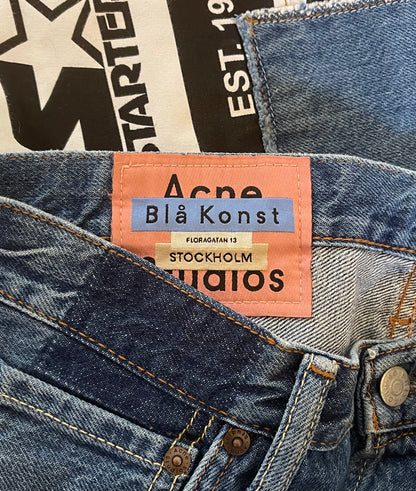 STARTER
EST. 19
Acne
Blå Konst
FLORAGATAN 13
STOCKHOLM
Studios